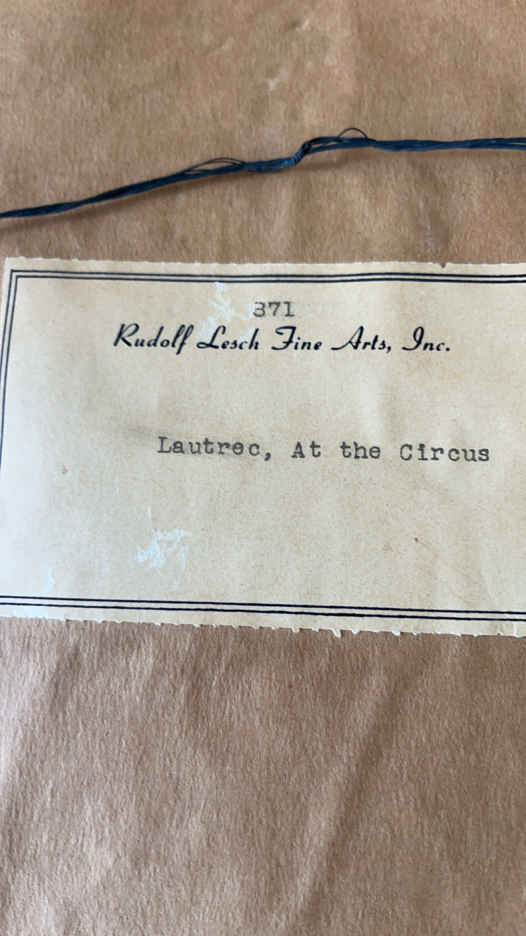 371
Rudolf Lesch Fine Arts, Inc.
Lautrec, At the Circus